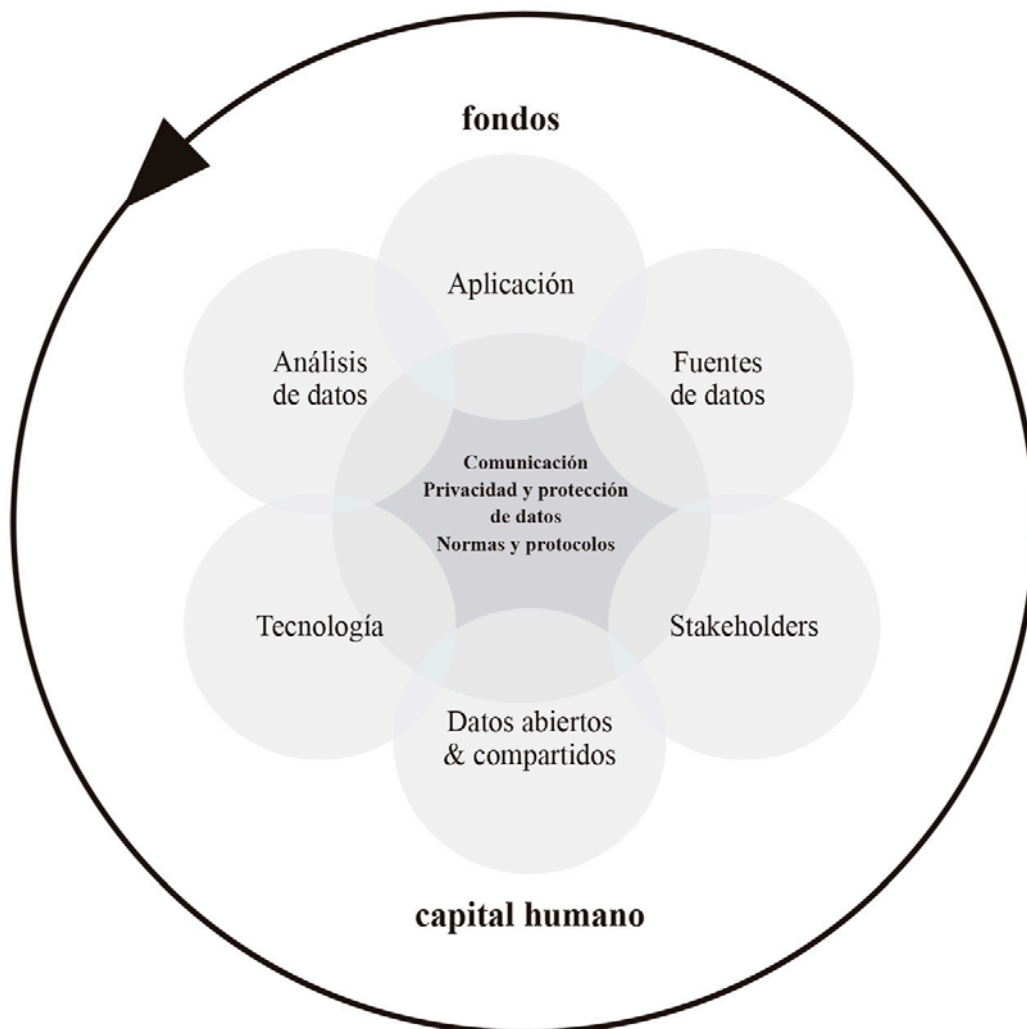 fondos
Aplicación
Análisis
de datos
Fuentes
de datos
Comunicación
Privacidad y protección
de datos
Normas y protocolos
Tecnología
Stakeholders
Datos abiertos
& compartidos
capital humano